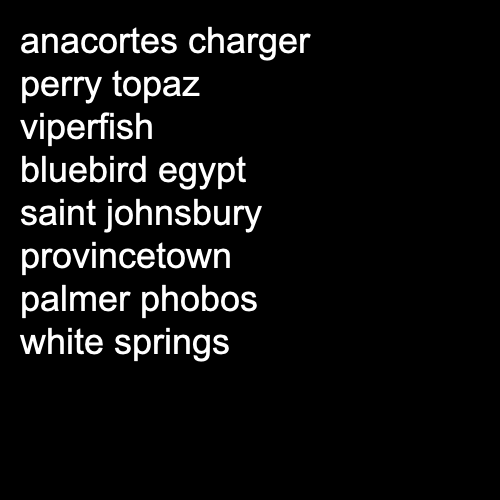 anacortes charger
perry topaz
viperfish
bluebird egypt
saint johnsbury
provincetown
palmer phobos
white springs